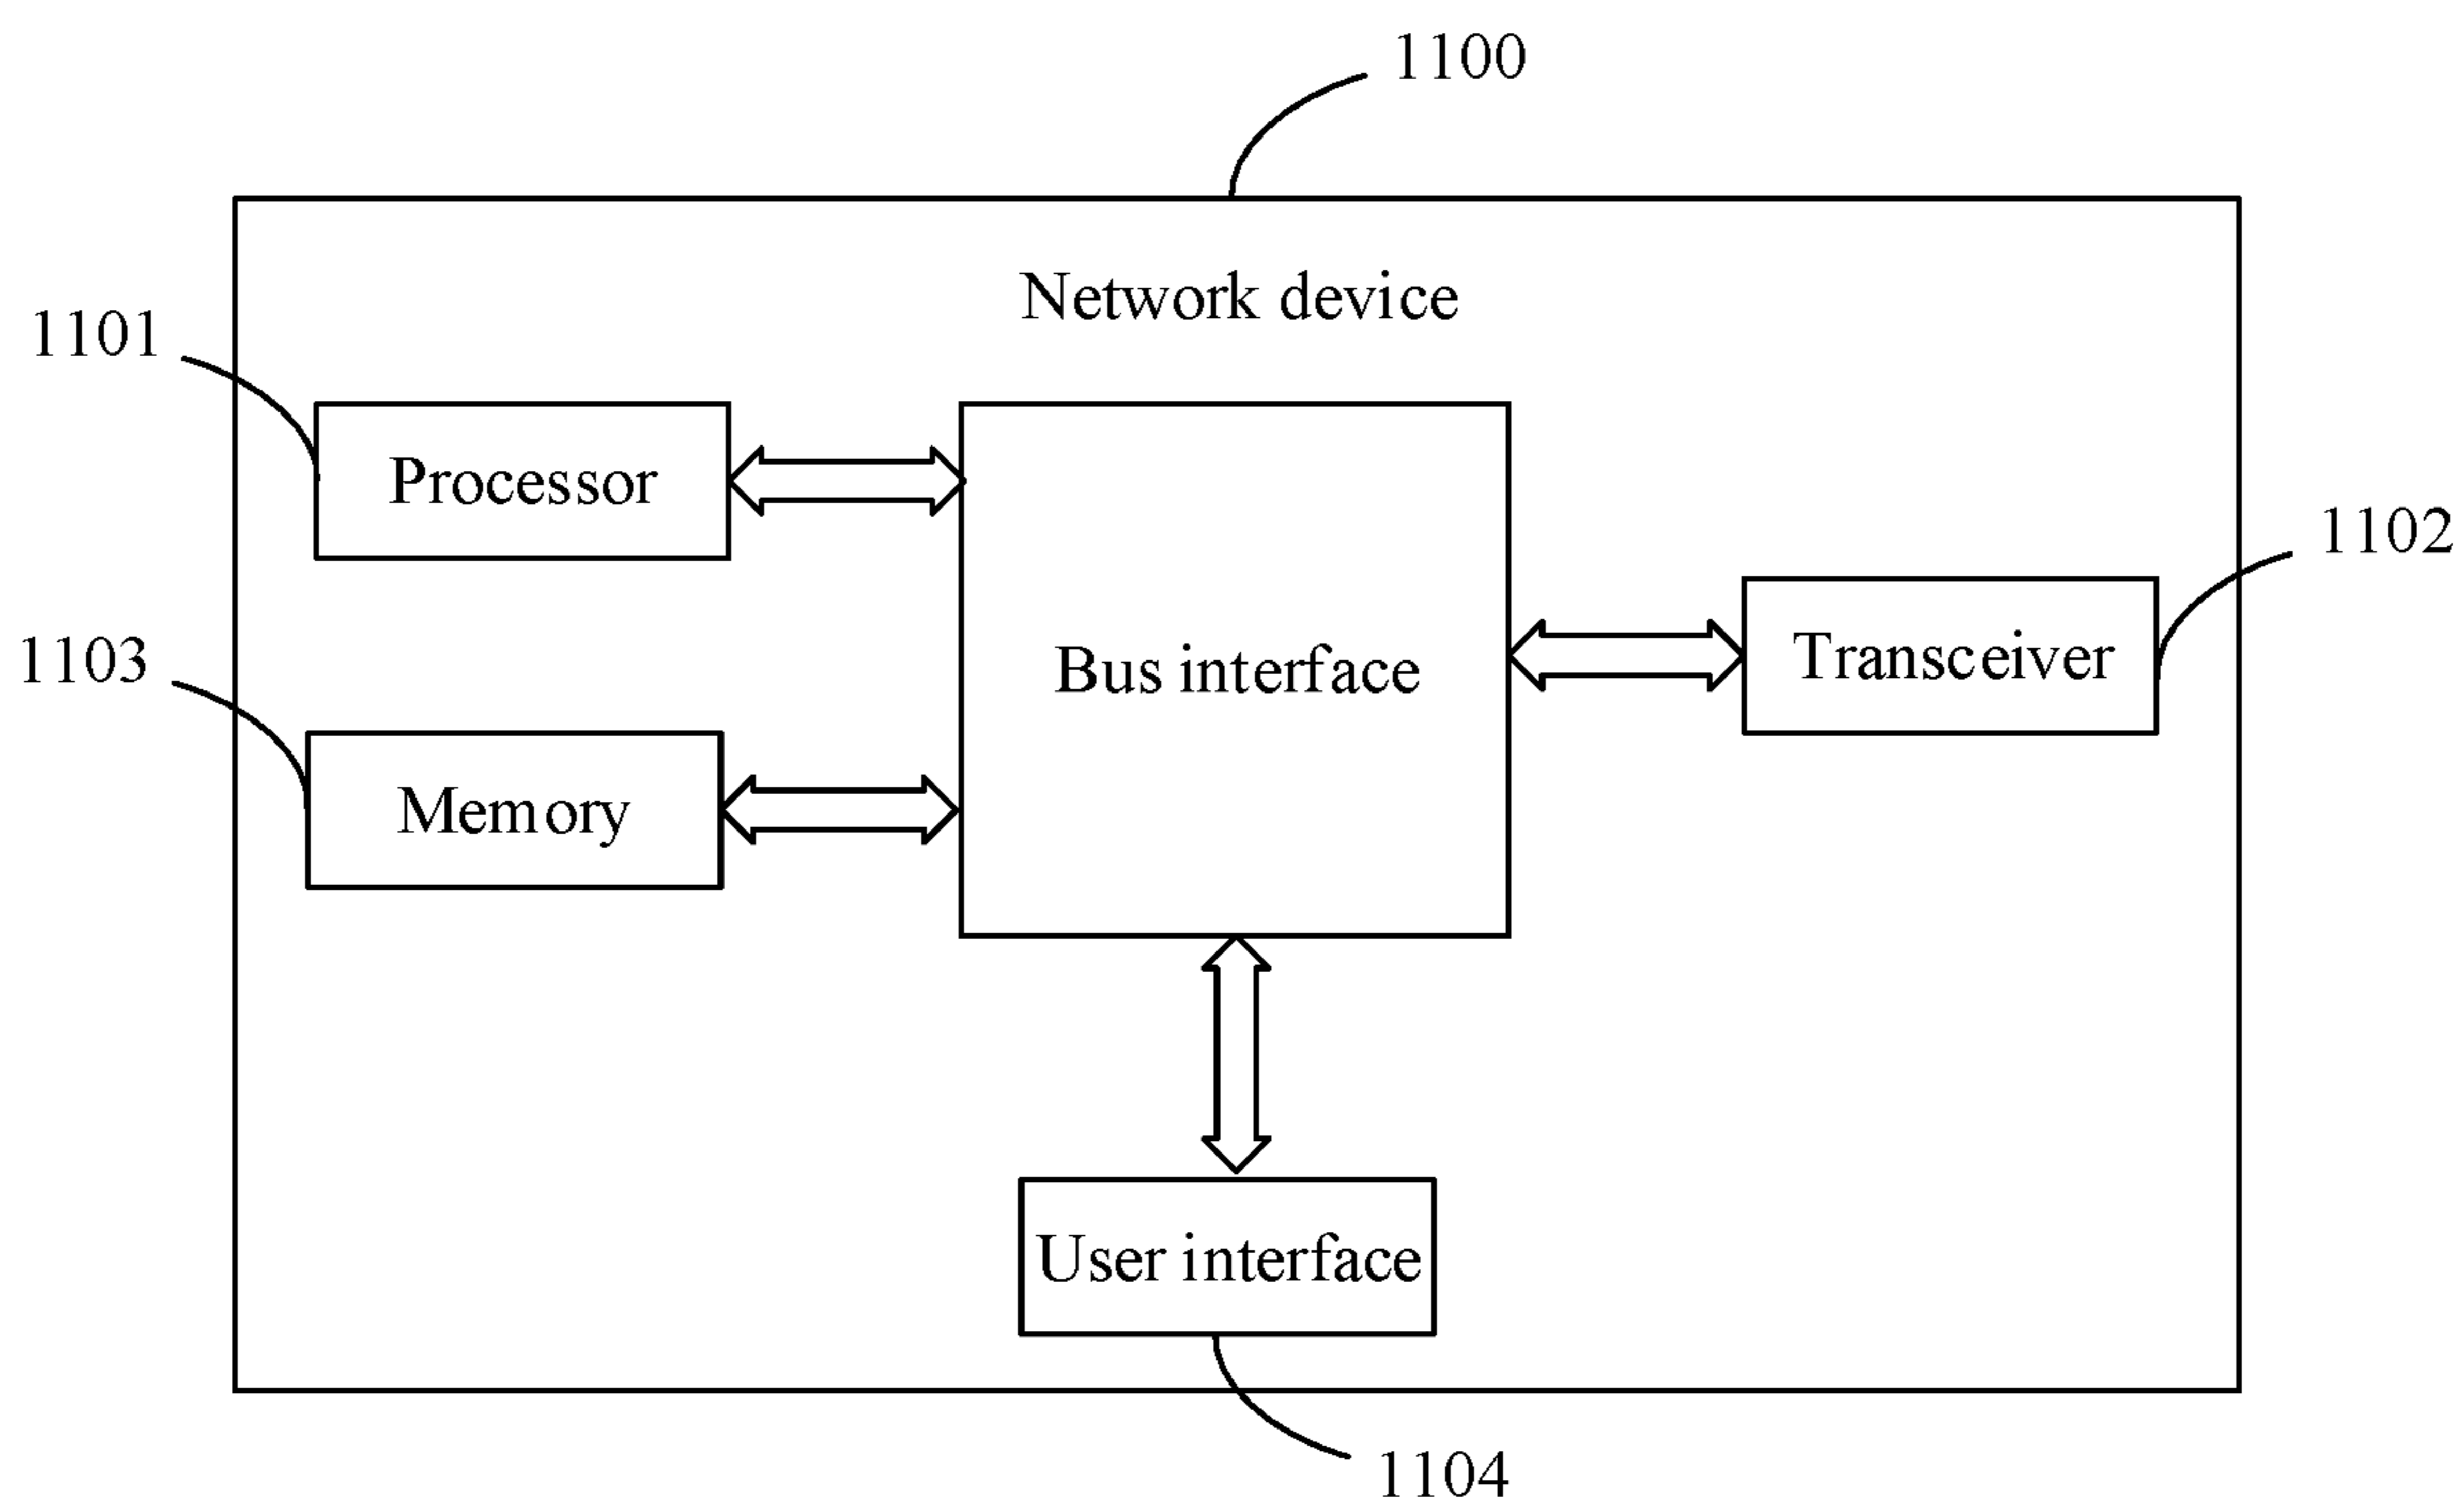 1100
Network device
1101
Processor
1102
Bus interface
Transceiver
1103
Memory
User interface
1104